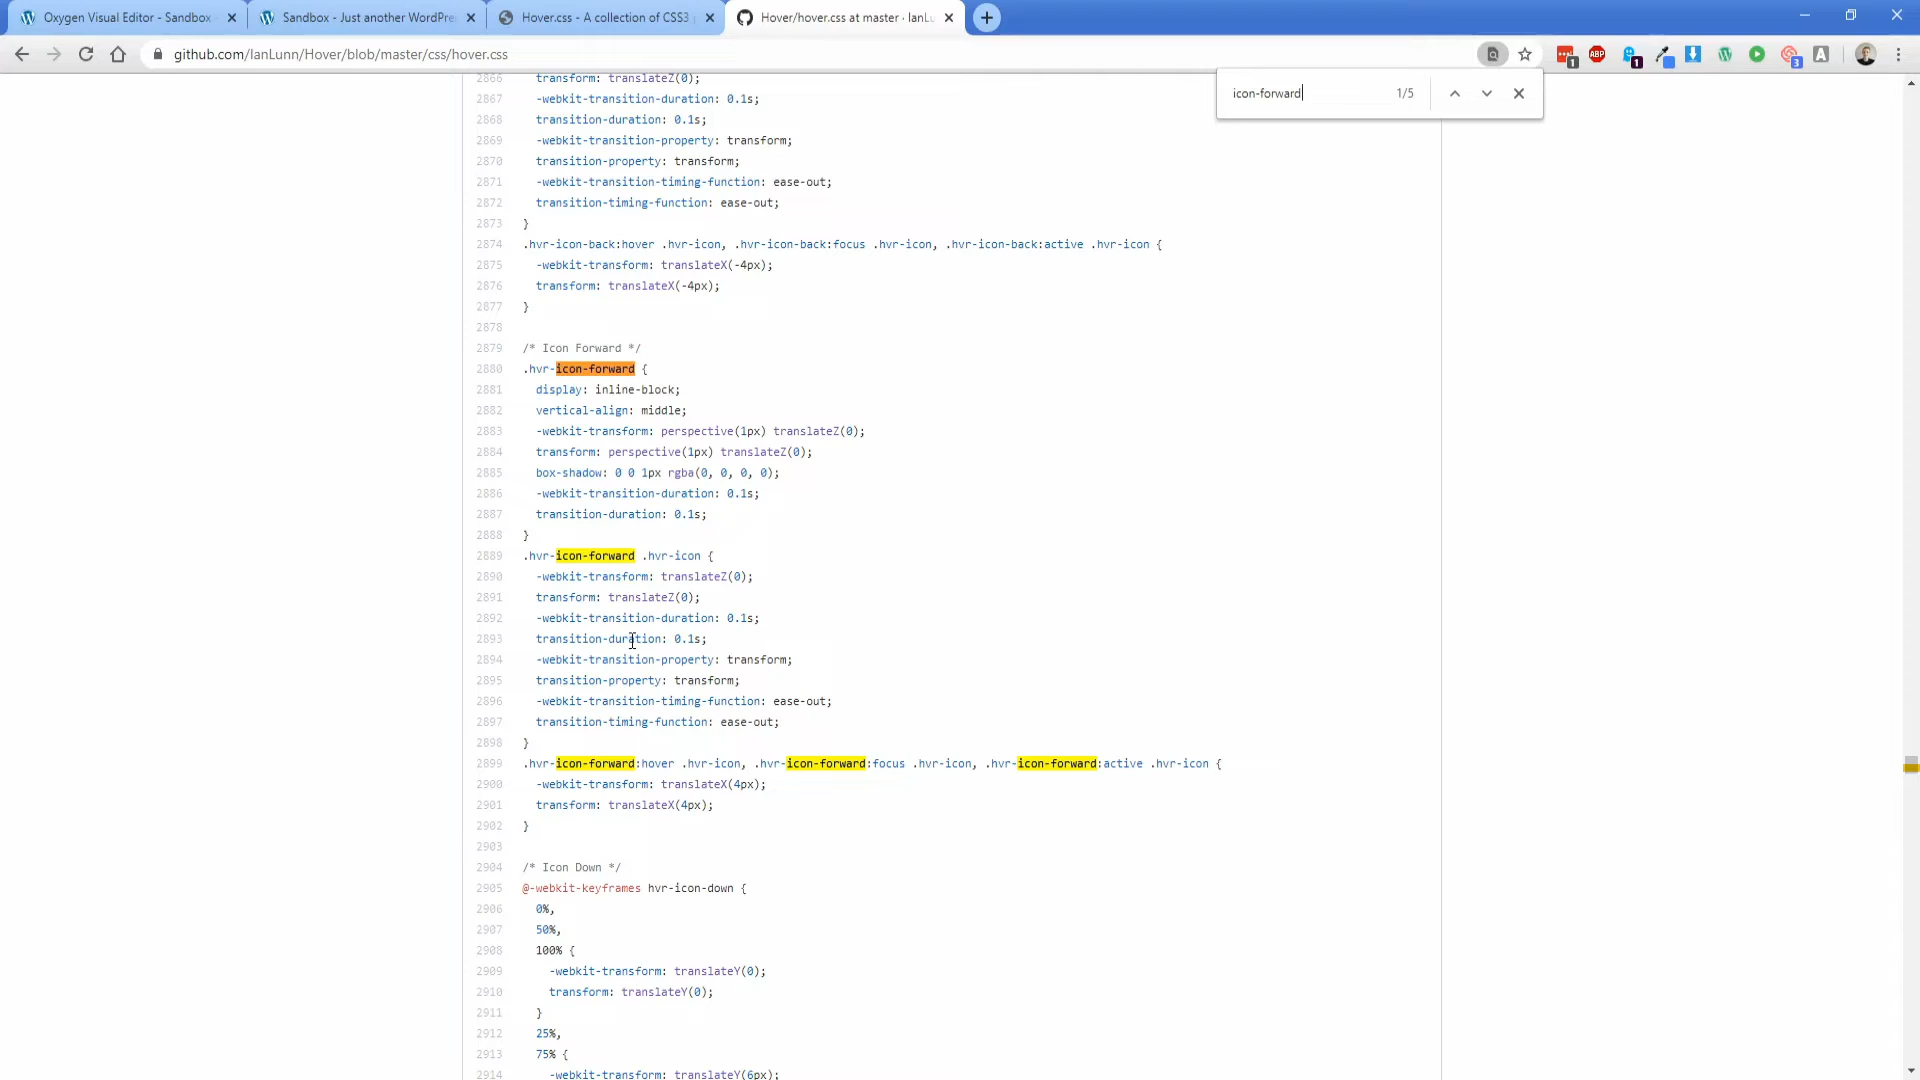 Oxygen Visual Editor - Sandbox
Sandbox - Just another WordPre
Hover.css - A collection of CSS3
Hover/hover.css at master · IanLu
github.com/IanLunn/Hover/blob/master/css/hover.css
1
1
3
icon-forward
1/5
2866 transform: translateZ(0);
2867 -webkit-transition-duration: 0.1s;
2868 transition-duration: 0.1s;
2869 -webkit-transition-property: transform;
2870 transition-property: transform;
2871 -webkit-transition-timing-function: ease-out;
2872 transition-timing-function: ease-out;
2873 }
2874 .hvr-icon-back:hover .hvr-icon, .hvr-icon-back:focus .hvr-icon, .hvr-icon-back:active .hvr-icon {
2875 -webkit-transform: translateX(-4px);
2876 transform: translateX(-4px);
2877 }
2878
2879 /* Icon Forward */
2880 .hvr-icon-forward {
2881 display: inline-block;
2882 vertical-align: middle;
2883 -webkit-transform: perspective(1px) translateZ(0);
2884 transform: perspective(1px) translateZ(0);
2885 box-shadow: 0 0 1px rgba(0, 0, 0, 0);
2886 -webkit-transition-duration: 0.1s;
2887 transition-duration: 0.1s;
2888 }
2889 .hvr-icon-forward .hvr-icon {
2890 -webkit-transform: translateZ(0);
2891 transform: translateZ(0);
2892 -webkit-transition-duration: 0.1s;
2893 transition-duration: 0.1s;
2894 -webkit-transition-property: transform;
2895 transition-property: transform;
2896 -webkit-transition-timing-function: ease-out;
2897 transition-timing-function: ease-out;
2898 }
2899 .hvr-icon-forward:hover .hvr-icon, .hvr-icon-forward:focus .hvr-icon, .hvr-icon-forward:active .hvr-icon {
2900 -webkit-transform: translateX(4px);
2901 transform: translateX(4px);
2902 }
2903
2904 /* Icon Down */
2905 @-webkit-keyframes hvr-icon-down {
2906 0%,
2907 50%,
2908 100% {
2909 -webkit-transform: translateY(0);
2910 transform: translateY(0);
2911 }
2912 25%,
2913 75% {
2914 -webkit-transform: translateY(6px);